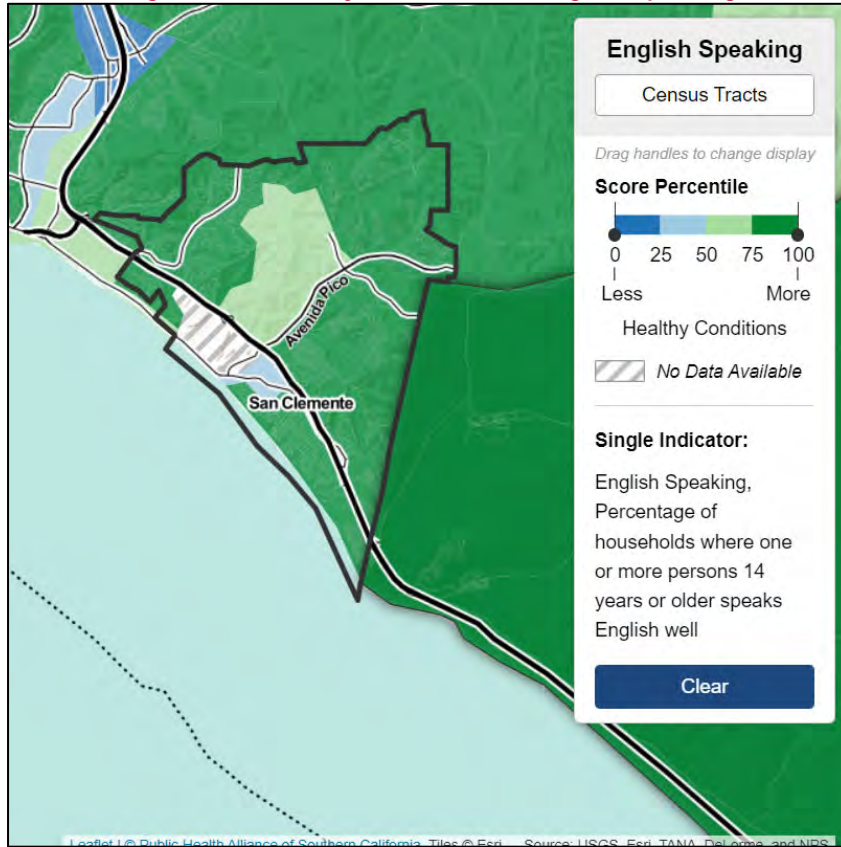 English Speaking
Census Tracts
Drag handles to change display
Score Percentile
0 25 50 75 100
Less More
Healthy Conditions
No Data Available
Single Indicator:
English Speaking,
Percentage of
households where one
or more persons 14
years or older speaks
English well
Clear
Avenida Pico
San Clemente
Leaflet | © Public Health Alliance of Southern California, Tiles © Esri — Source: USGS, Esri, TANA, DeLorme, and NPS